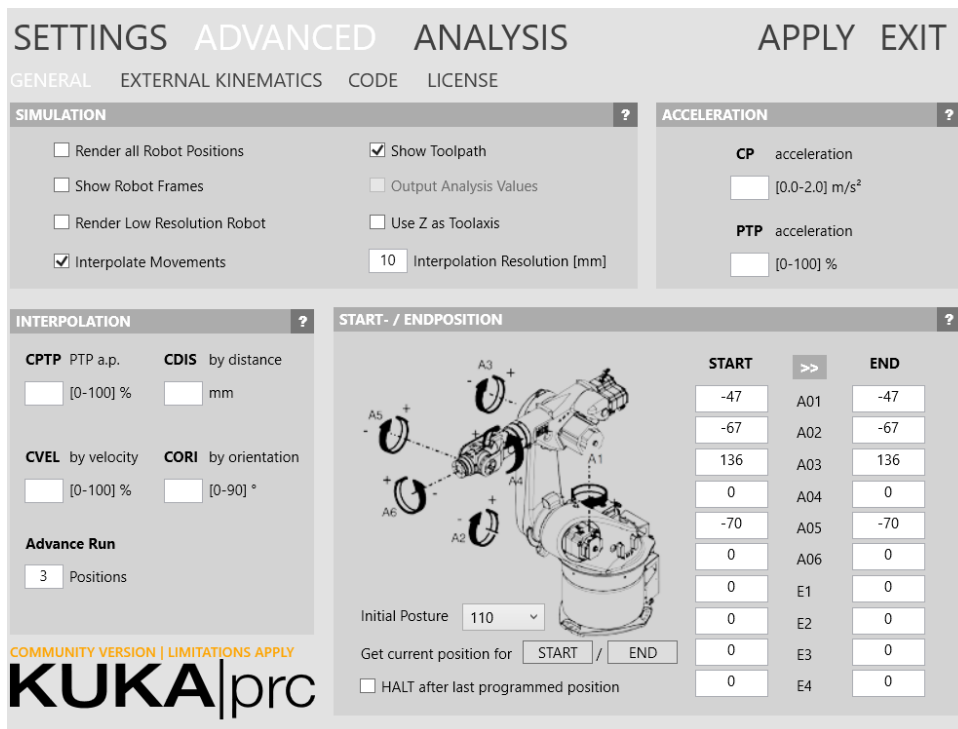 SETTINGS ADVANCED ANALYSIS APPLY EXIT
GENERAL EXTERNAL KINEMATICS CODE LICENSE
SIMULATION ?
Render all Robot Positions Show Toolpath
Show Robot Frames Output Analysis Values
Render Low Resolution Robot Use Z as Toolaxis
Interpolate Movements 10 Interpolation Resolution [mm]
ACCELERATION ?
CP acceleration
[0.0-2.0] m/s²
PTP acceleration
[0-100] %
INTERPOLATION ?
CPTP PTP a.p. CDIS by distance
[0-100] % mm
CVEL by velocity CORI by orientation
[0-100] % [0-90] °
Advance Run
3 Positions
START- / ENDPOSITION ?
A3
- +
A5
- +
A1
+ -
A4
A6
- +
A2
Initial Posture 110
Get current position for START / END
HALT after last programmed position
START >> END
-47 A01 -47
-67 A02 -67
136 A03 136
0 A04 0
-70 A05 -70
0 A06 0
0 E1 0
0 E2 0
0 E3 0
0 E4 0
COMMUNITY VERSION | LIMITATIONS APPLY
KUKA|prc